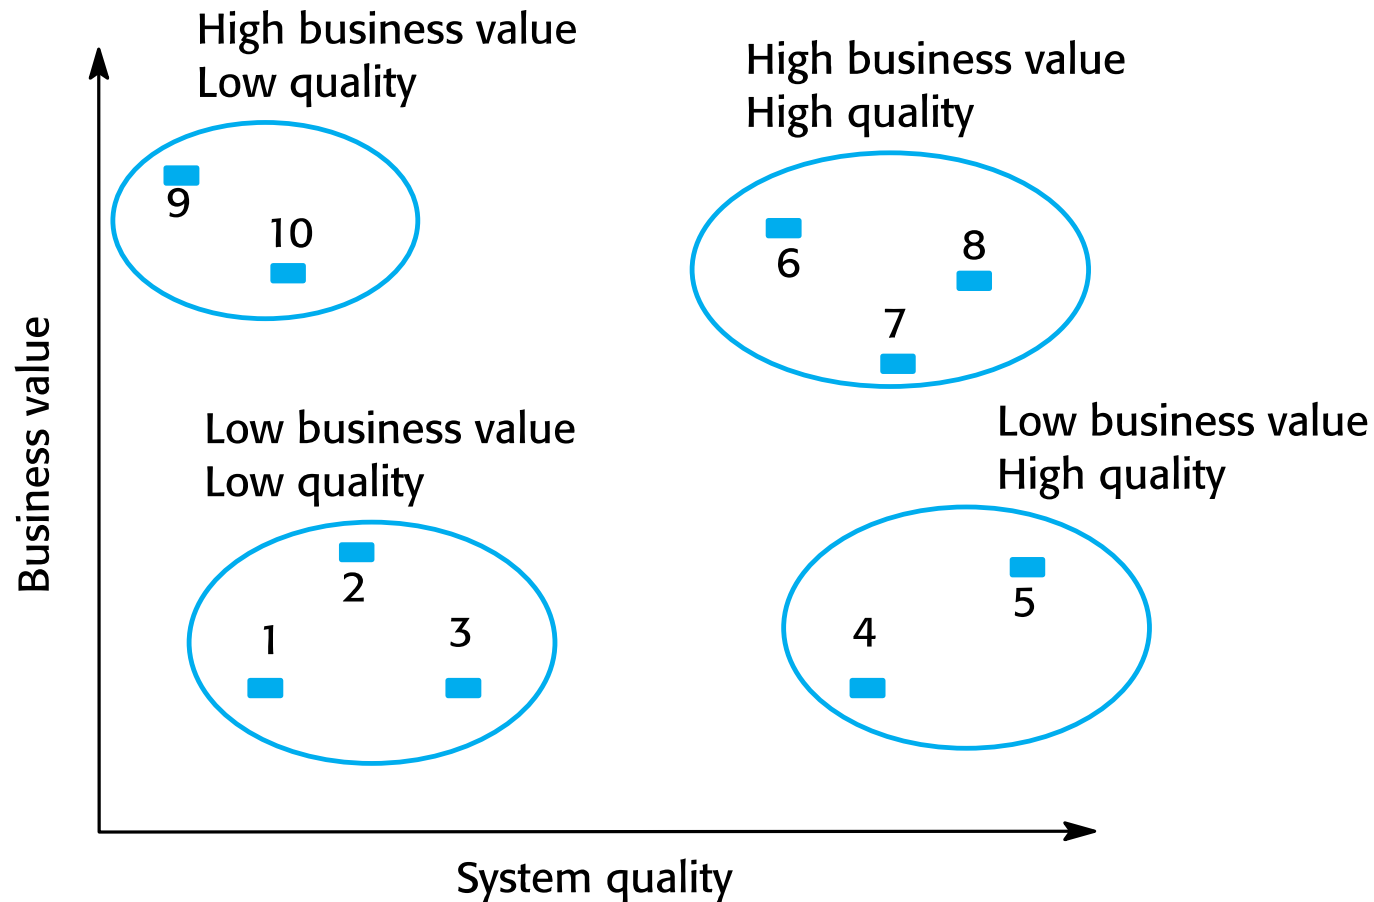 High business value
Low quality
High business value
High quality
9
10
6
8
7
Business value
Low business value
Low quality
Low business value
High quality
2
1
3
5
4
System quality